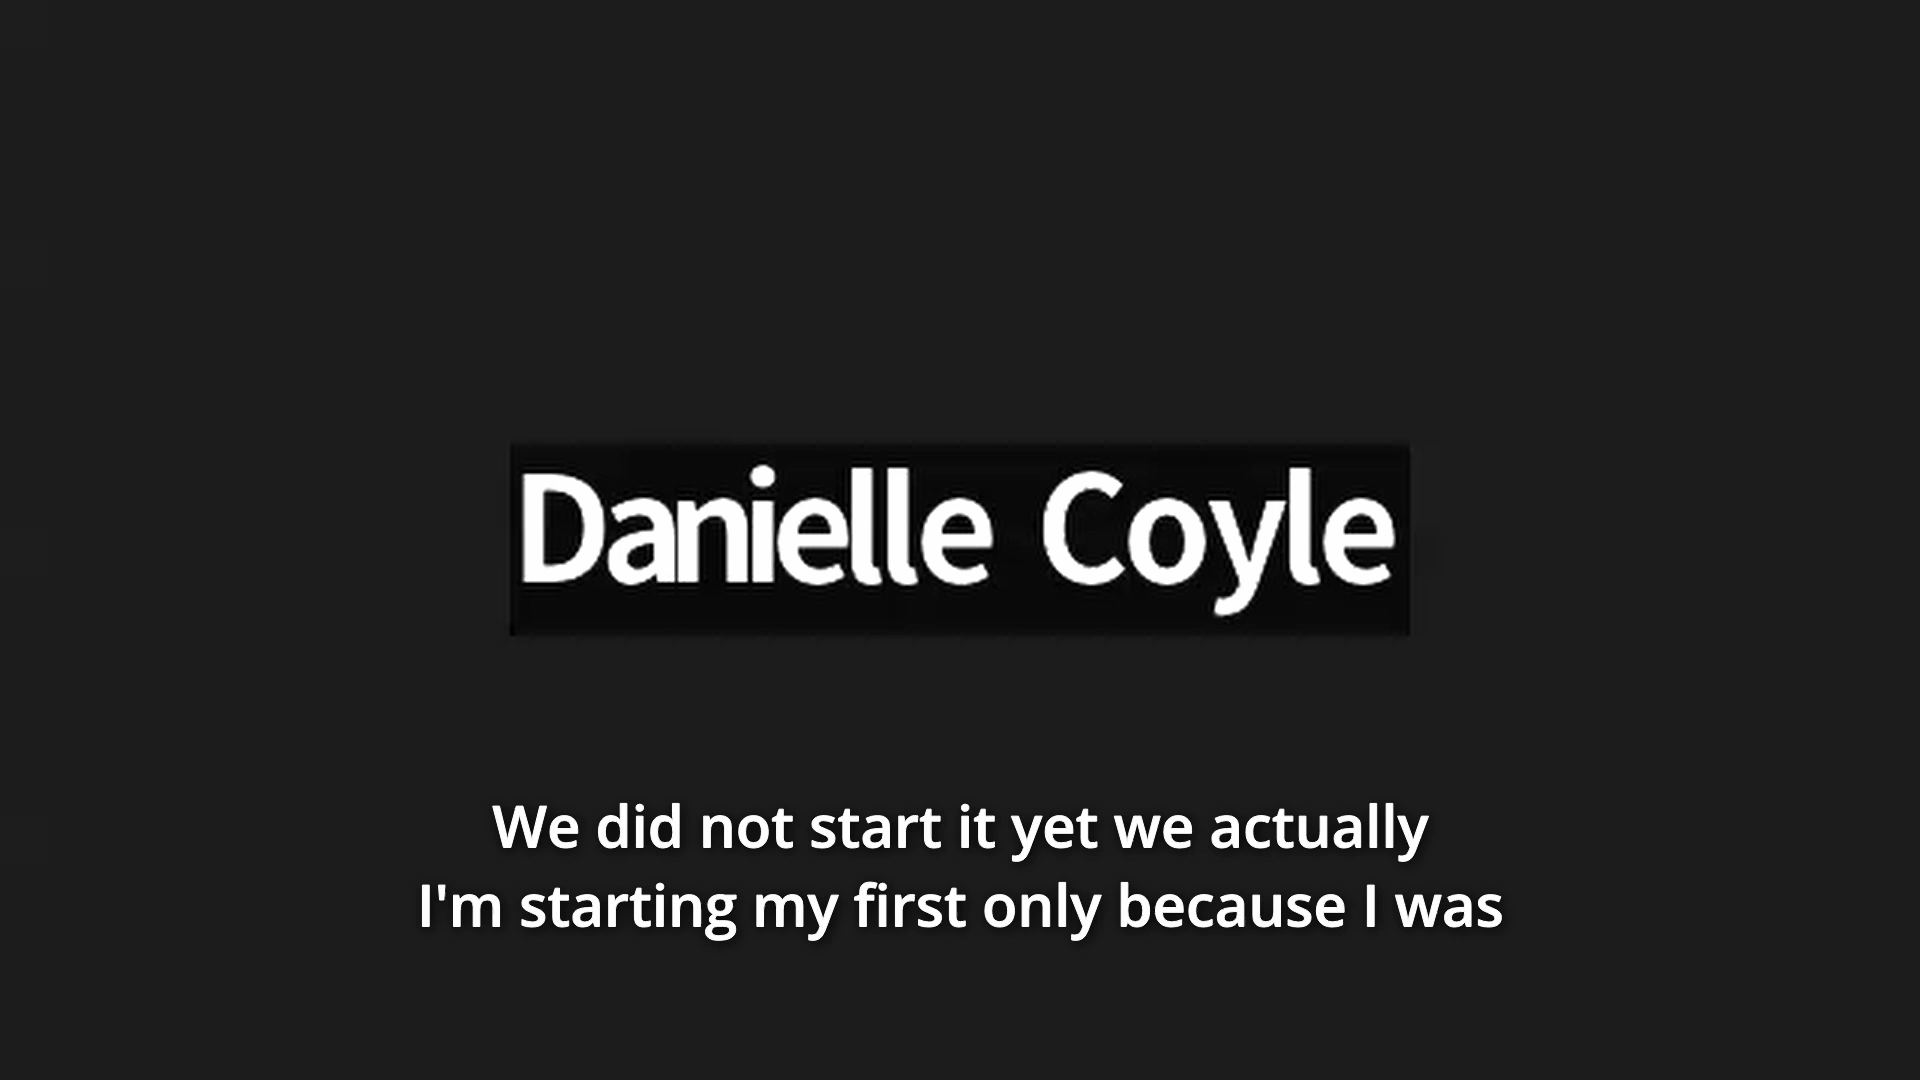 Danielle Coyle
We did not start it yet we actually
I'm starting my first only because I was